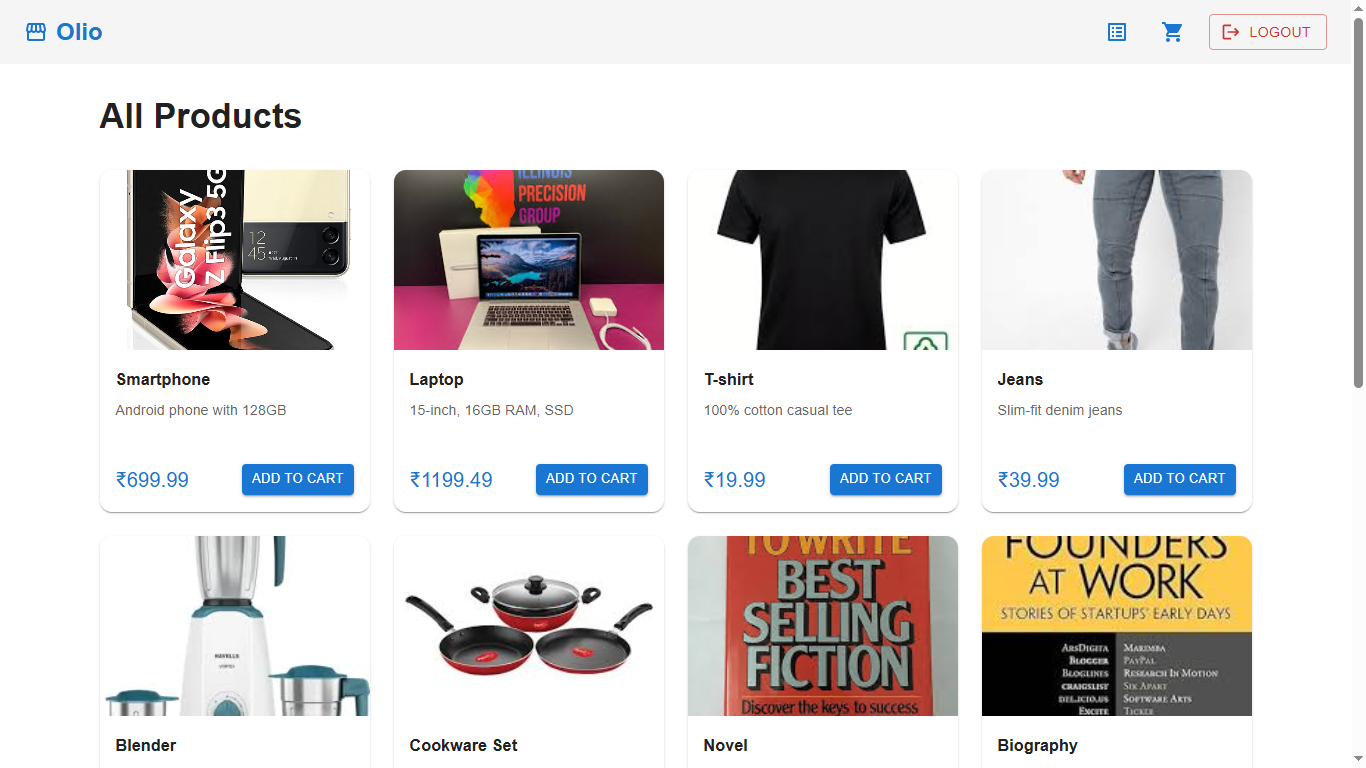 Olio
LOGOUT
All Products
Galaxy
Z Flip3 5G
12
45
ILLINOIS
PRECISION
GROUP
Smartphone
Android phone with 128GB
₹699.99
ADD TO CART
Laptop
15-inch, 16GB RAM, SSD
₹1199.49
ADD TO CART
T-shirt
100% cotton casual tee
₹19.99
ADD TO CART
Jeans
Slim-fit denim jeans
₹39.99
ADD TO CART
HAVELLS
TO WRITE
BEST
SELLING
FICTION
Discover the keys to success
FOUNDERS
AT WORK
STORIES OF STARTUPS' EARLY DAYS
ArsDigita
Blogger
Bloglines
craigslist
del.icio.us
Excite
Marimba
PayPal
Research In Motion
Six Apart
Software Arts
Tickle
Blender
Cookware Set
Novel
Biography